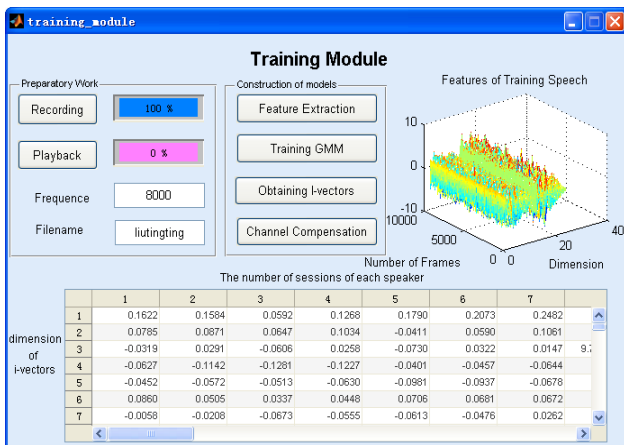 training_module
Training Module
Preparatory Work
Recording
100 %
Playback
0 %
Frequence
8000
Filename
liutingting
Construction of models
Feature Extraction
Training GMM
Obtaining I-vectors
Channel Compensation
Features of Training Speech
10
0
-10
10000
5000
0
0
20
40
Number of Frames
Dimension
The number of sessions of each speaker
dimension
of
i-vectors
1 2 3 4 5 6 7
1 0.1622 0.1584 0.0592 0.1268 0.1790 0.2073 0.2482
2 0.0785 0.0871 0.0647 0.1034 -0.0411 0.0590 0.1061
3 -0.0319 0.0291 -0.0606 0.0258 -0.0730 0.0322 0.0147
4 -0.0627 -0.1142 -0.1281 -0.1227 -0.0401 -0.0457 -0.0644
5 -0.0452 -0.0572 -0.0513 -0.0630 -0.0981 -0.0937 -0.0678
6 0.0860 0.0505 0.0337 0.0448 0.0706 0.0681 0.0672
7 -0.0058 -0.0208 -0.0673 -0.0555 -0.0613 -0.0476 0.0262